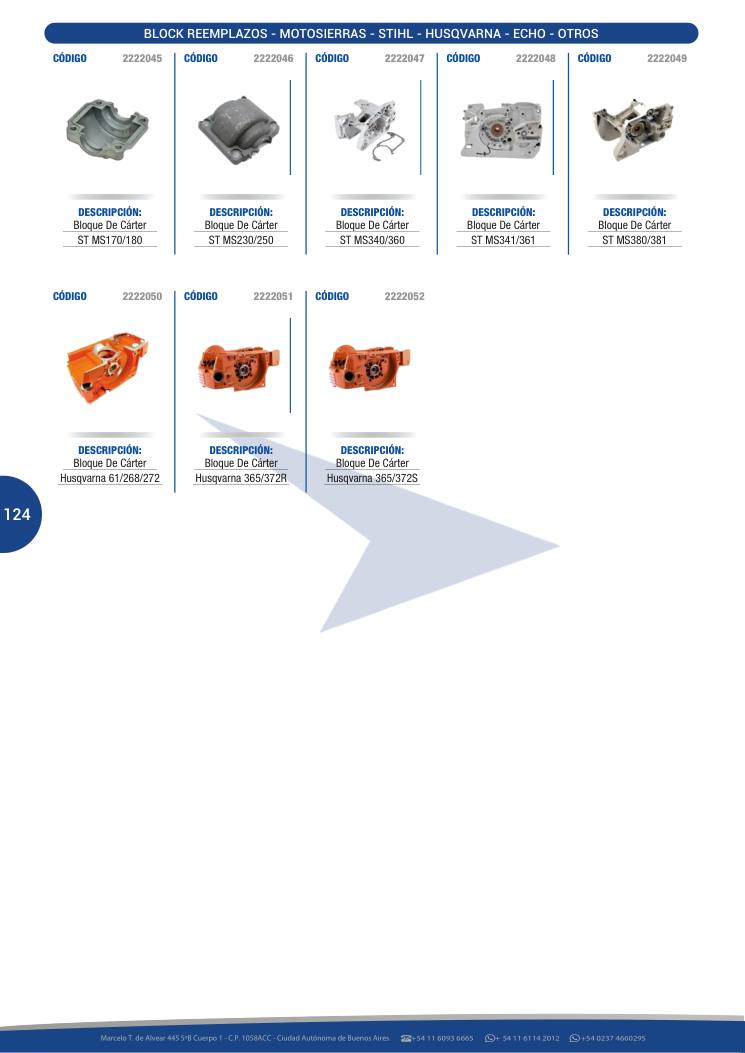 BLOCK REEMPLAZOS - MOTOSIERRAS - STIHL - HUSQVARNA - ECHO - OTROS
CÓDIGO 2222045
DESCRIPCIÓN:
Bloque De Cárter
ST MS170/180
CÓDIGO 2222046
DESCRIPCIÓN:
Bloque De Cárter
ST MS230/250
CÓDIGO 2222047
DESCRIPCIÓN:
Bloque De Cárter
ST MS340/360
CÓDIGO 2222048
DESCRIPCIÓN:
Bloque De Cárter
ST MS341/361
CÓDIGO 2222049
DESCRIPCIÓN:
Bloque De Cárter
ST MS380/381
CÓDIGO 2222050
DESCRIPCIÓN:
Bloque De Cárter
Husqvarna 61/268/272
CÓDIGO 2222051
DESCRIPCIÓN:
Bloque De Cárter
Husqvarna 365/372R
CÓDIGO 2222052
DESCRIPCIÓN:
Bloque De Cárter
Husqvarna 365/372S
124
Marcelo T. de Alvear 445 5ºB Cuerpo 1 - C.P. 1058ACC - Ciudad Autónoma de Buenos Aires. +54 11 6093 6665 + 54 11 6114 2012 +54 0237 4660295